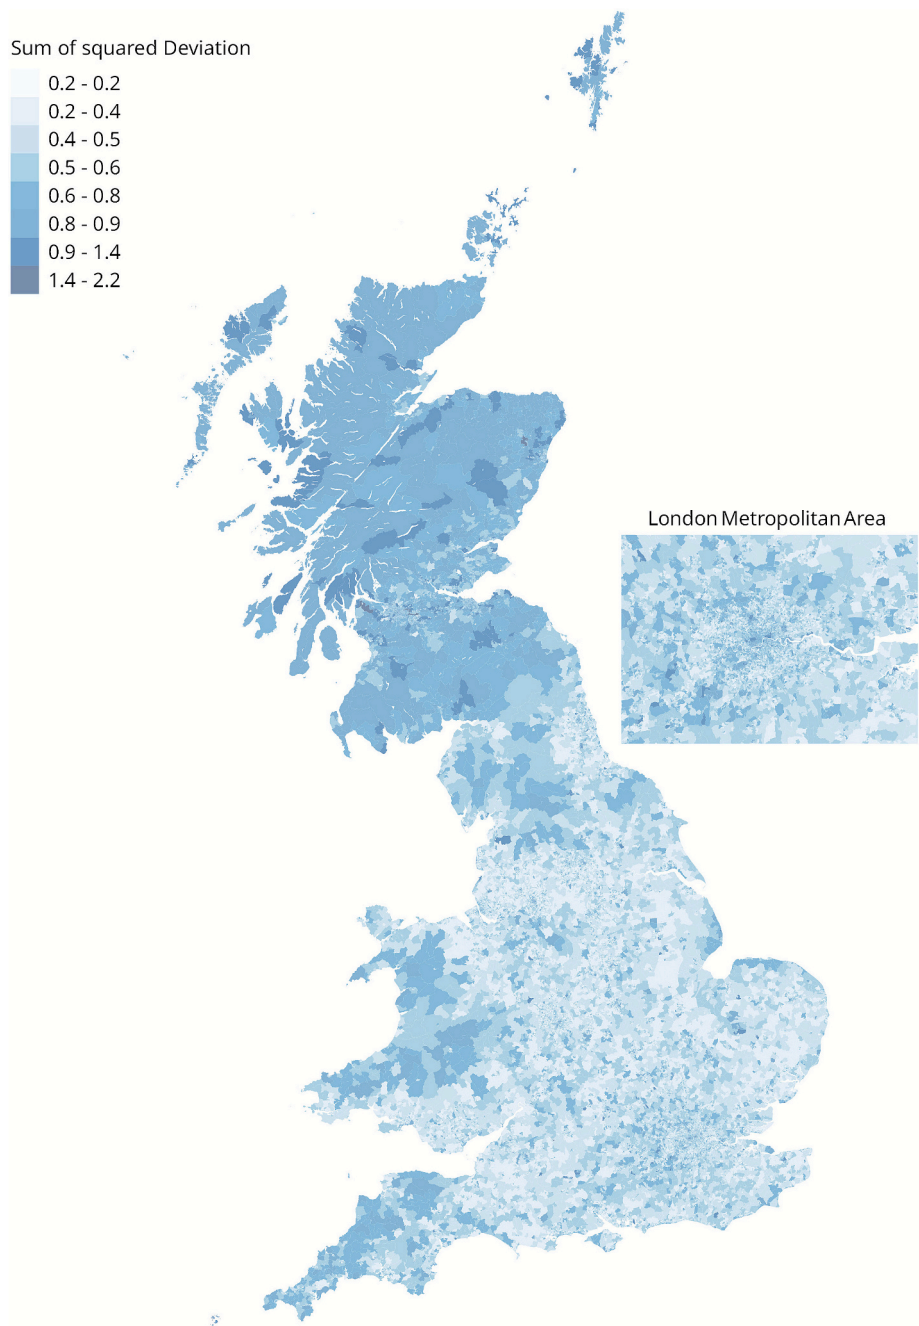 Sum of squared Deviation
0.2 - 0.2
0.2 - 0.4
0.4 - 0.5
0.5 - 0.6
0.6 - 0.8
0.8 - 0.9
0.9 - 1.4
1.4 - 2.2
London Metropolitan Area